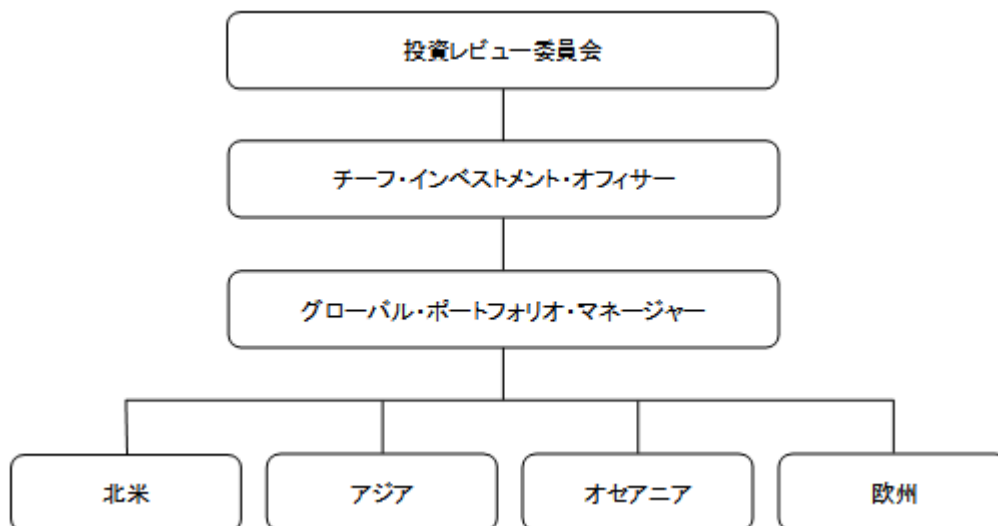 投資レビュー委員会
チーフ・インベストメント・オフィサー
グローバル・ポートフォリオ・マネージャー
北米
アジア
オセアニア
欧州